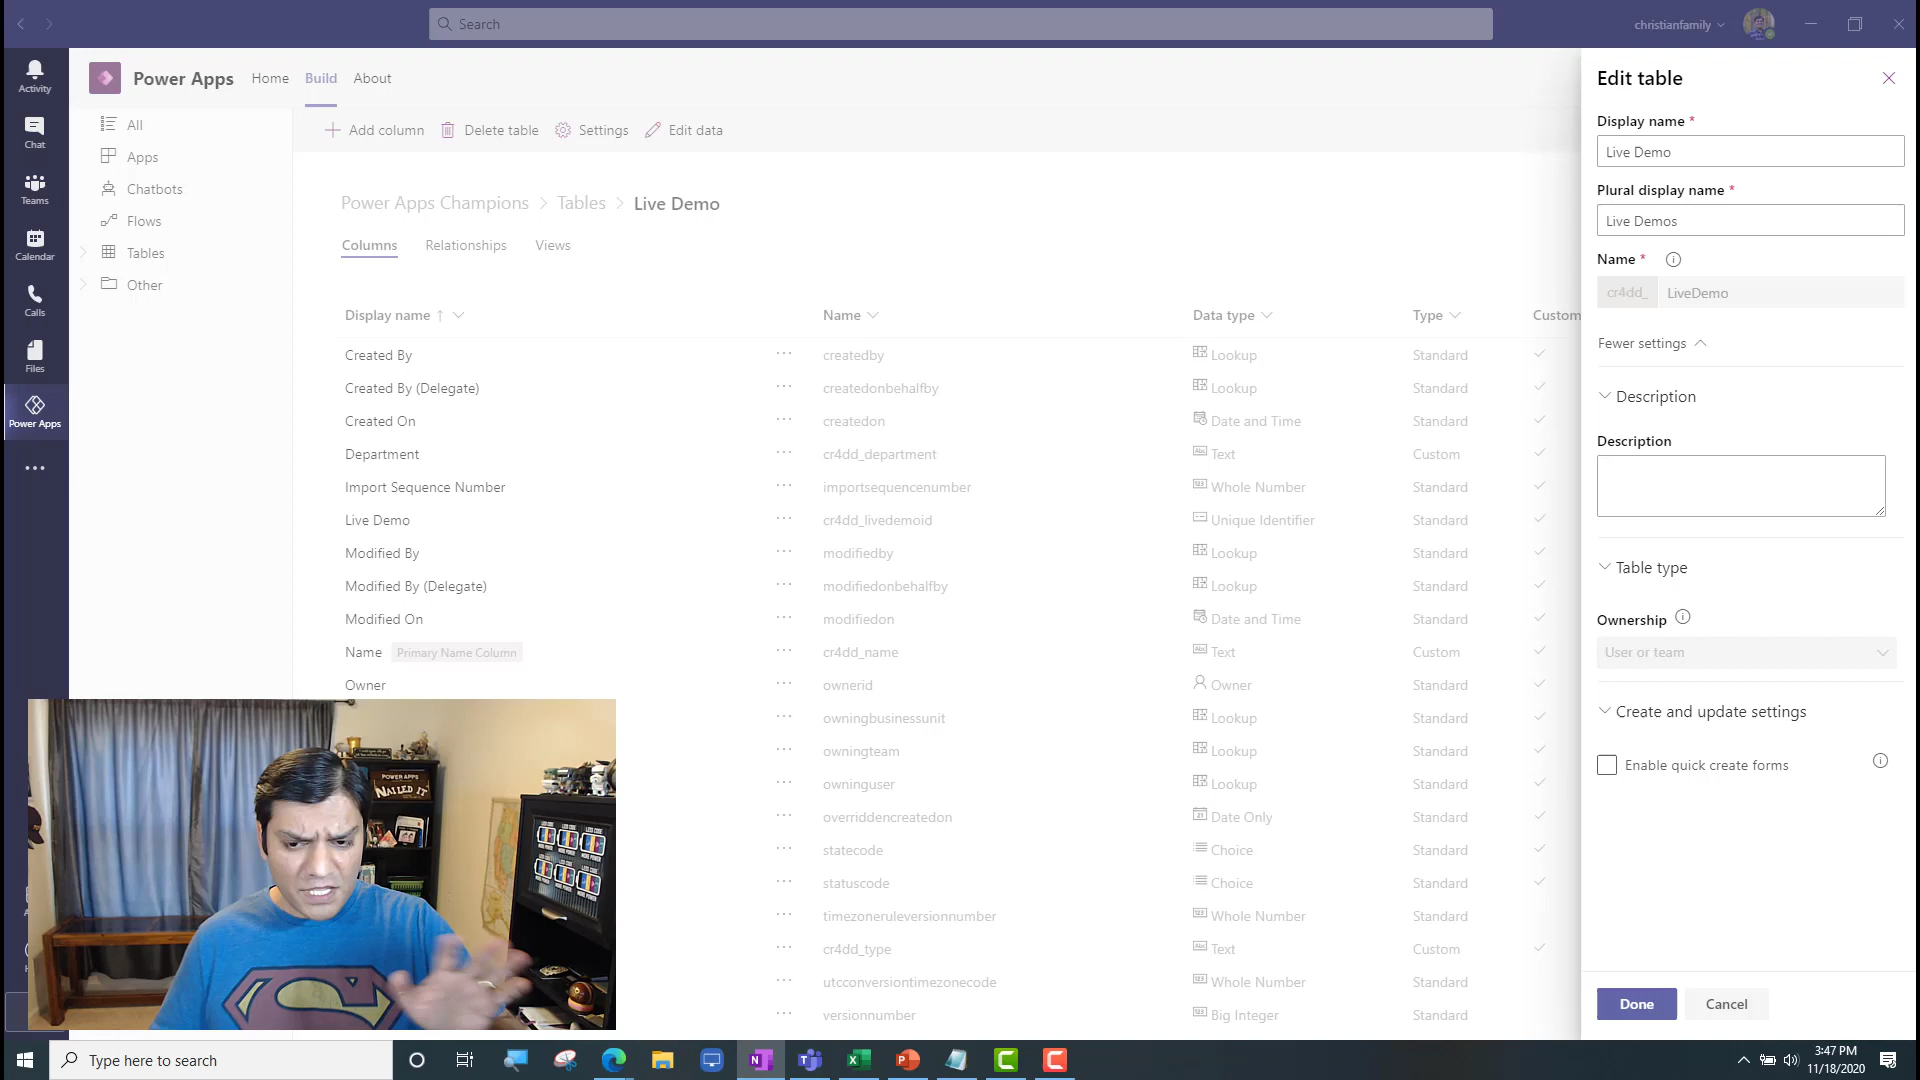 Search
christianfamily
Activity
Chat
Teams
Calendar
Calls
Files
Power Apps
Power Apps Home Build About
All
Apps
Chatbots
Flows
Tables
Other
Add column Delete table Settings Edit data
Power Apps Champions > Tables > Live Demo
Columns Relationships Views
Display name ↑ Name Data type Type Custom
Created By ... createdby Lookup Standard
Created By (Delegate) ... createdonbehalfby Lookup Standard
Created On ... createdon Date and Time Standard
Department ... cr4dd_department Text Custom
Import Sequence Number ... importsequencenumber Whole Number Standard
Live Demo ... cr4dd_livedemoid Unique Identifier Standard
Modified By ... modifiedby Lookup Standard
Modified By (Delegate) ... modifiedonbehalfby Lookup Standard
Modified On ... modifiedon Date and Time Standard
Name Primary Name Column ... cr4dd_name Text Custom
Owner ... ownerid Owner Standard
... owningbusinessunit Lookup Standard
... owningteam Lookup Standard
... owninguser Lookup Standard
... overriddencreatedon Date Only Standard
... statecode Choice Standard
... statuscode Choice Standard
... timezoneruleversionnumber Whole Number Standard
... cr4dd_type Text Custom
... utcconversiontimezonecode Whole Number Standard
... versionnumber Big Integer Standard
Edit table
Display name *
Live Demo
Plural display name *
Live Demos
Name *
cr4dd_ LiveDemo
Fewer settings
Description
Description
Table type
Ownership
User or team
Create and update settings
Enable quick create forms
Done Cancel
POWER APPS
NAILED IT
LESS CODE
MORE POWER
Type here to search
3:47 PM
11/18/2020